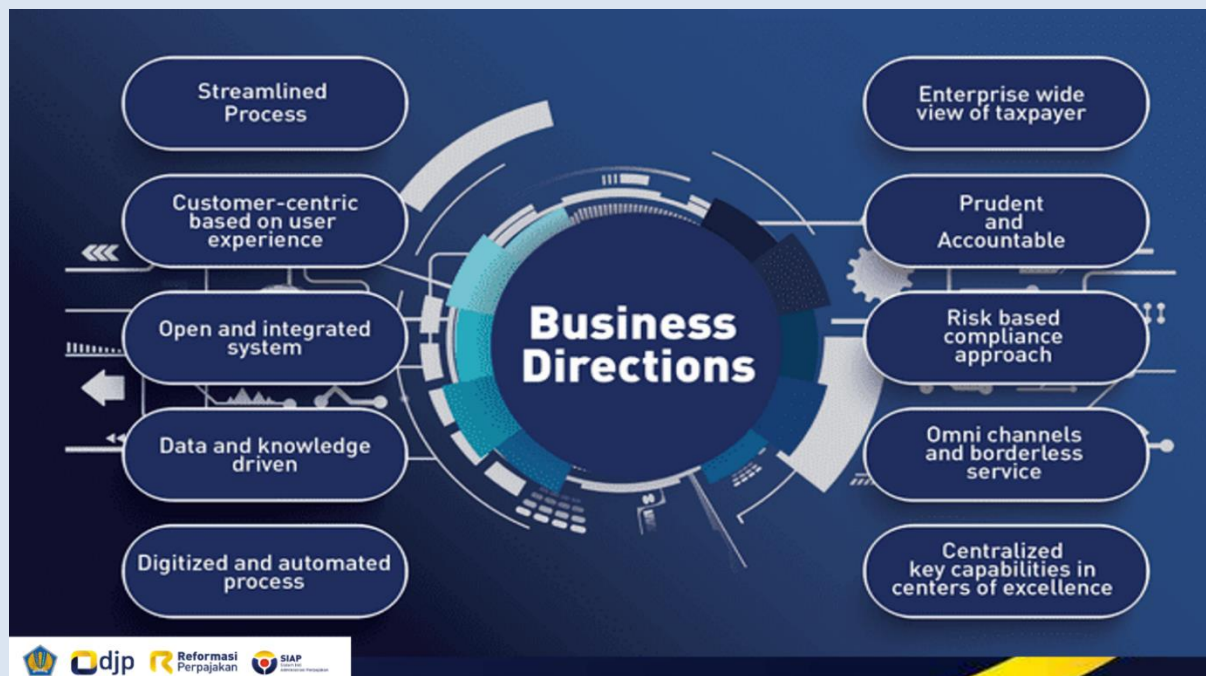 Streamlined
Process
Customer-centric
based on user
experience
Open and integrated
system
Data and knowledge
driven
Digitized and automated
process
Business
Directions
Enterprise wide
view of taxpayer
Prudent
and
Accountable
Risk based
compliance
approach
Omni channels
and borderless
service
Centralized
key capabilities in
centers of excellence
djp
Reformasi
Perpajakan
SIAP